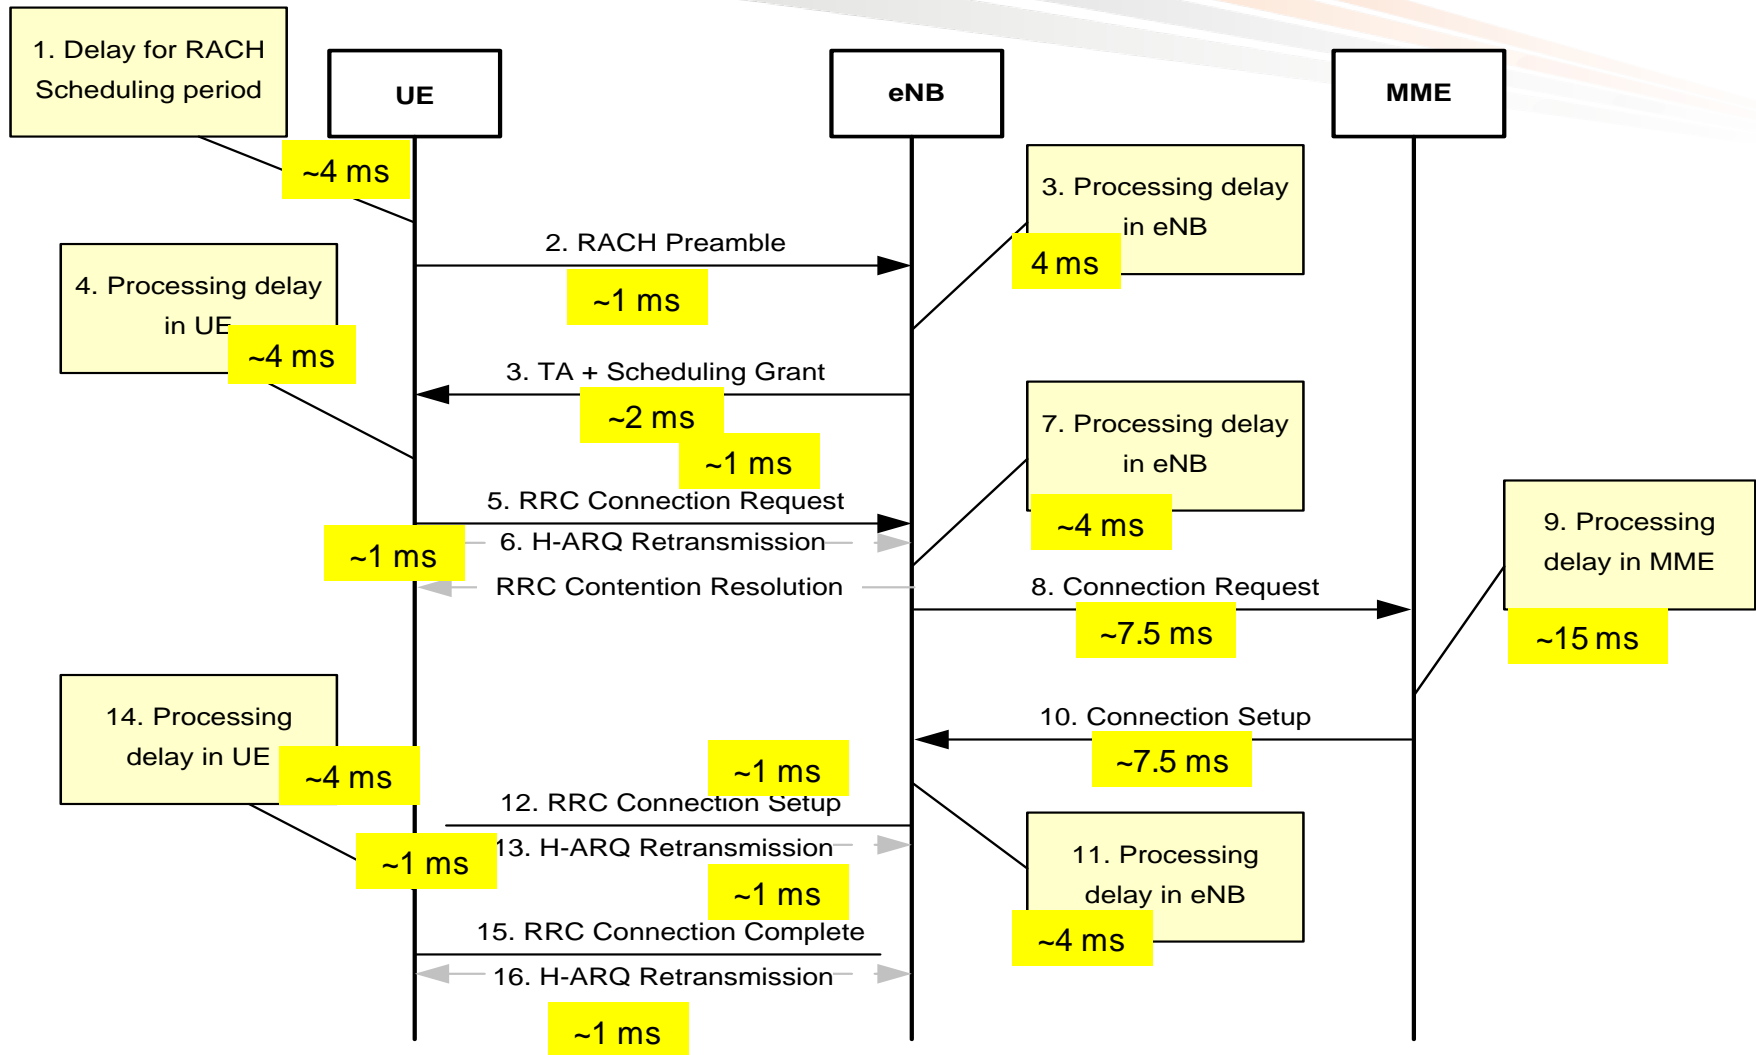 1. Delay for RACH
Scheduling period
UE
eNB
MME
~4 ms
3. Processing delay
in eNB
4 ms
2. RACH Preamble
~1 ms
4. Processing delay
in UE
~4 ms
3. TA + Scheduling Grant
~2 ms
~1 ms
7. Processing delay
in eNB
~4 ms
5. RRC Connection Request
~1 ms
6. H-ARQ Retransmission
RRC Contention Resolution
9. Processing
delay in MME
~15 ms
8. Connection Request
~7.5 ms
14. Processing
delay in UE
~4 ms
10. Connection Setup
~7.5 ms
~1 ms
12. RRC Connection Setup
~1 ms
13. H-ARQ Retransmission
~1 ms
11. Processing
delay in eNB
~4 ms
15. RRC Connection Complete
16. H-ARQ Retransmission
~1 ms